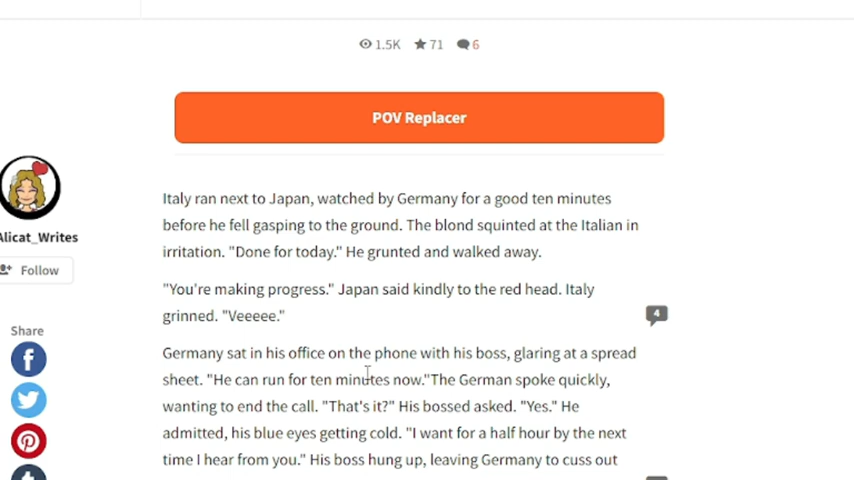 1.5K 71 6
POV Replacer
Italy ran next to Japan, watched by Germany for a good ten minutes
before he fell gasping to the ground. The blond squinted at the Italian in
irritation. "Done for today." He grunted and walked away.
Alicat_Writes
Follow
"You're making progress." Japan said kindly to the red head. Italy
grinned. "Veeeee."
4
Share
Germany sat in his office on the phone with his boss, glaring at a spread
sheet. "He can run for ten minutes now."The German spoke quickly,
wanting to end the call. "That's it?" His bossed asked. "Yes." He
admitted, his blue eyes getting cold. "I want for a half hour by the next
time I hear from you." His boss hung up, leaving Germany to cuss out